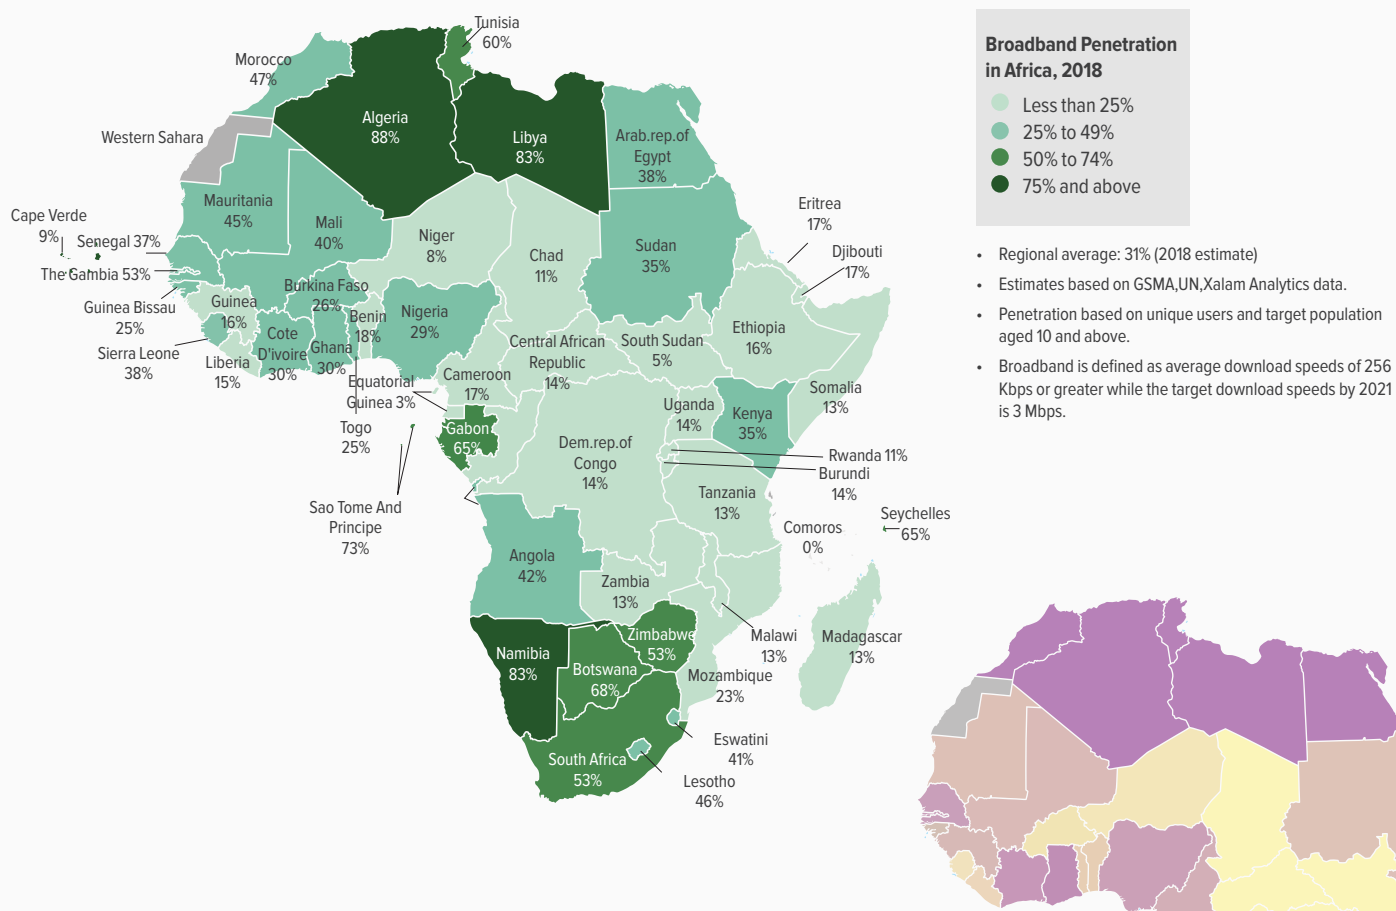 Tunisia
60%
Morocco
47%
Algeria
88%
Libya
83%
Arab.rep.of
Egypt
38%
Western Sahara
Mauritania
45%
Mali
40%
Niger
8%
Chad
11%
Sudan
35%
Eritrea
17%
Djibouti
17%
Cape Verde
9%
Senegal 37%
The Gambia 53%
Guinea Bissau
25%
Guinea
16%
Sierra Leone
38%
Liberia
15%
Burkina Faso
26%
Cote
D'ivoire
30%
Ghana
30%
Benin
18%
Nigeria
29%
Togo
25%
Equatorial
Guinea 3%
Cameroon
17%
Central African
Republic
14%
South Sudan
5%
Ethiopia
16%
Somalia
13%
Uganda
14%
Kenya
35%
Gabon
65%
Dem.rep.of
Congo
14%
Rwanda 11%
Burundi
14%
Tanzania
13%
Sao Tome And
Principe
73%
Comoros
0%
Seychelles
65%
Angola
42%
Zambia
13%
Malawi
13%
Madagascar
13%
Namibia
83%
Zimbabwe
53%
Botswana
68%
Mozambique
23%
South Africa
53%
Eswatini
41%
Lesotho
46%
Broadband Penetration
in Africa, 2018
Less than 25%
25% to 49%
50% to 74%
75% and above
• Regional average: 31% (2018 estimate)
• Estimates based on GSMA,UN,Xalam Analytics data.
• Penetration based on unique users and target population
aged 10 and above.
• Broadband is defined as average download speeds of 256
Kbps or greater while the target download speeds by 2021
is 3 Mbps.